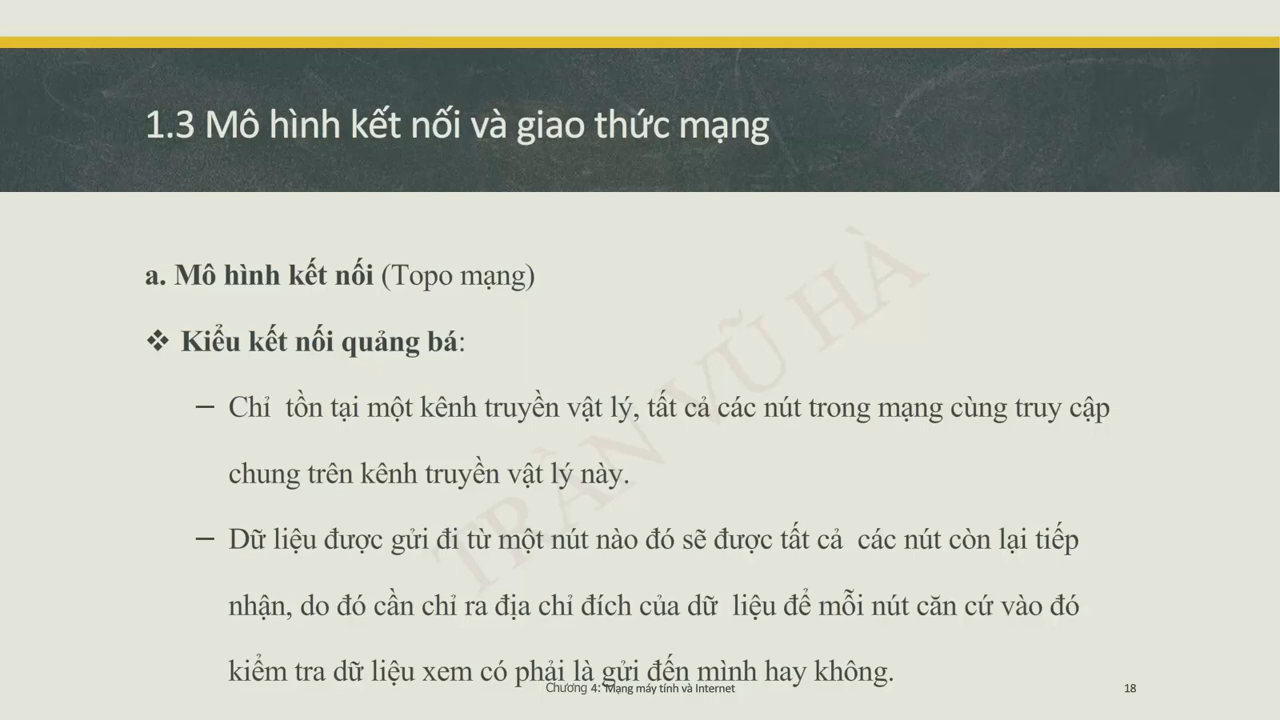 1.3 Mô hình kết nối và giao thức mạng
a. Mô hình kết nối (Topo mạng)
❖ Kiểu kết nối quảng bá:
– Chỉ tồn tại một kênh truyền vật lý, tất cả các nút trong mạng cùng truy cập
chung trên kênh truyền vật lý này.
– Dữ liệu được gửi đi từ một nút nào đó sẽ được tất cả các nút còn lại tiếp
nhận, do đó cần chỉ ra địa chỉ đích của dữ liệu để mỗi nút căn cứ vào đó
kiểm tra dữ liệu xem có phải là gửi đến mình hay không.
TRẦN VŨ HÀ
Chương 4: Mạng máy tính và Internet
18